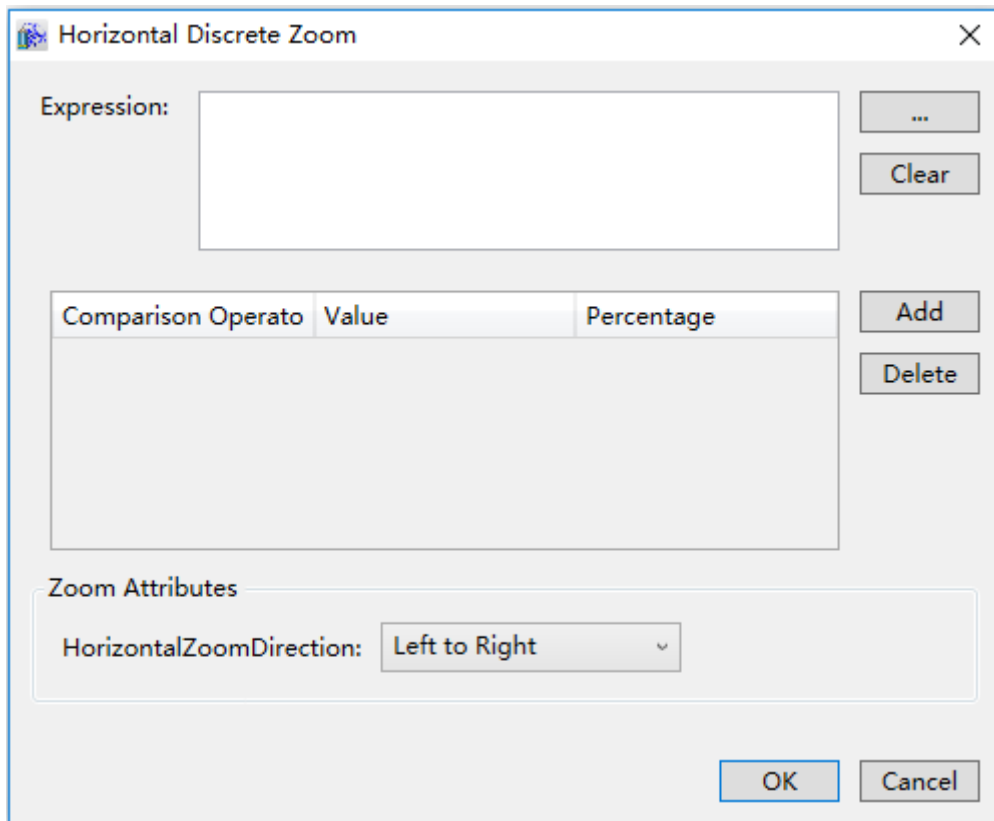 Horizontal Discrete Zoom
Expression:
...
Clear
Comparison Operato Value Percentage
Add
Delete
Zoom Attributes
HorizontalZoomDirection: Left to Right
OK Cancel